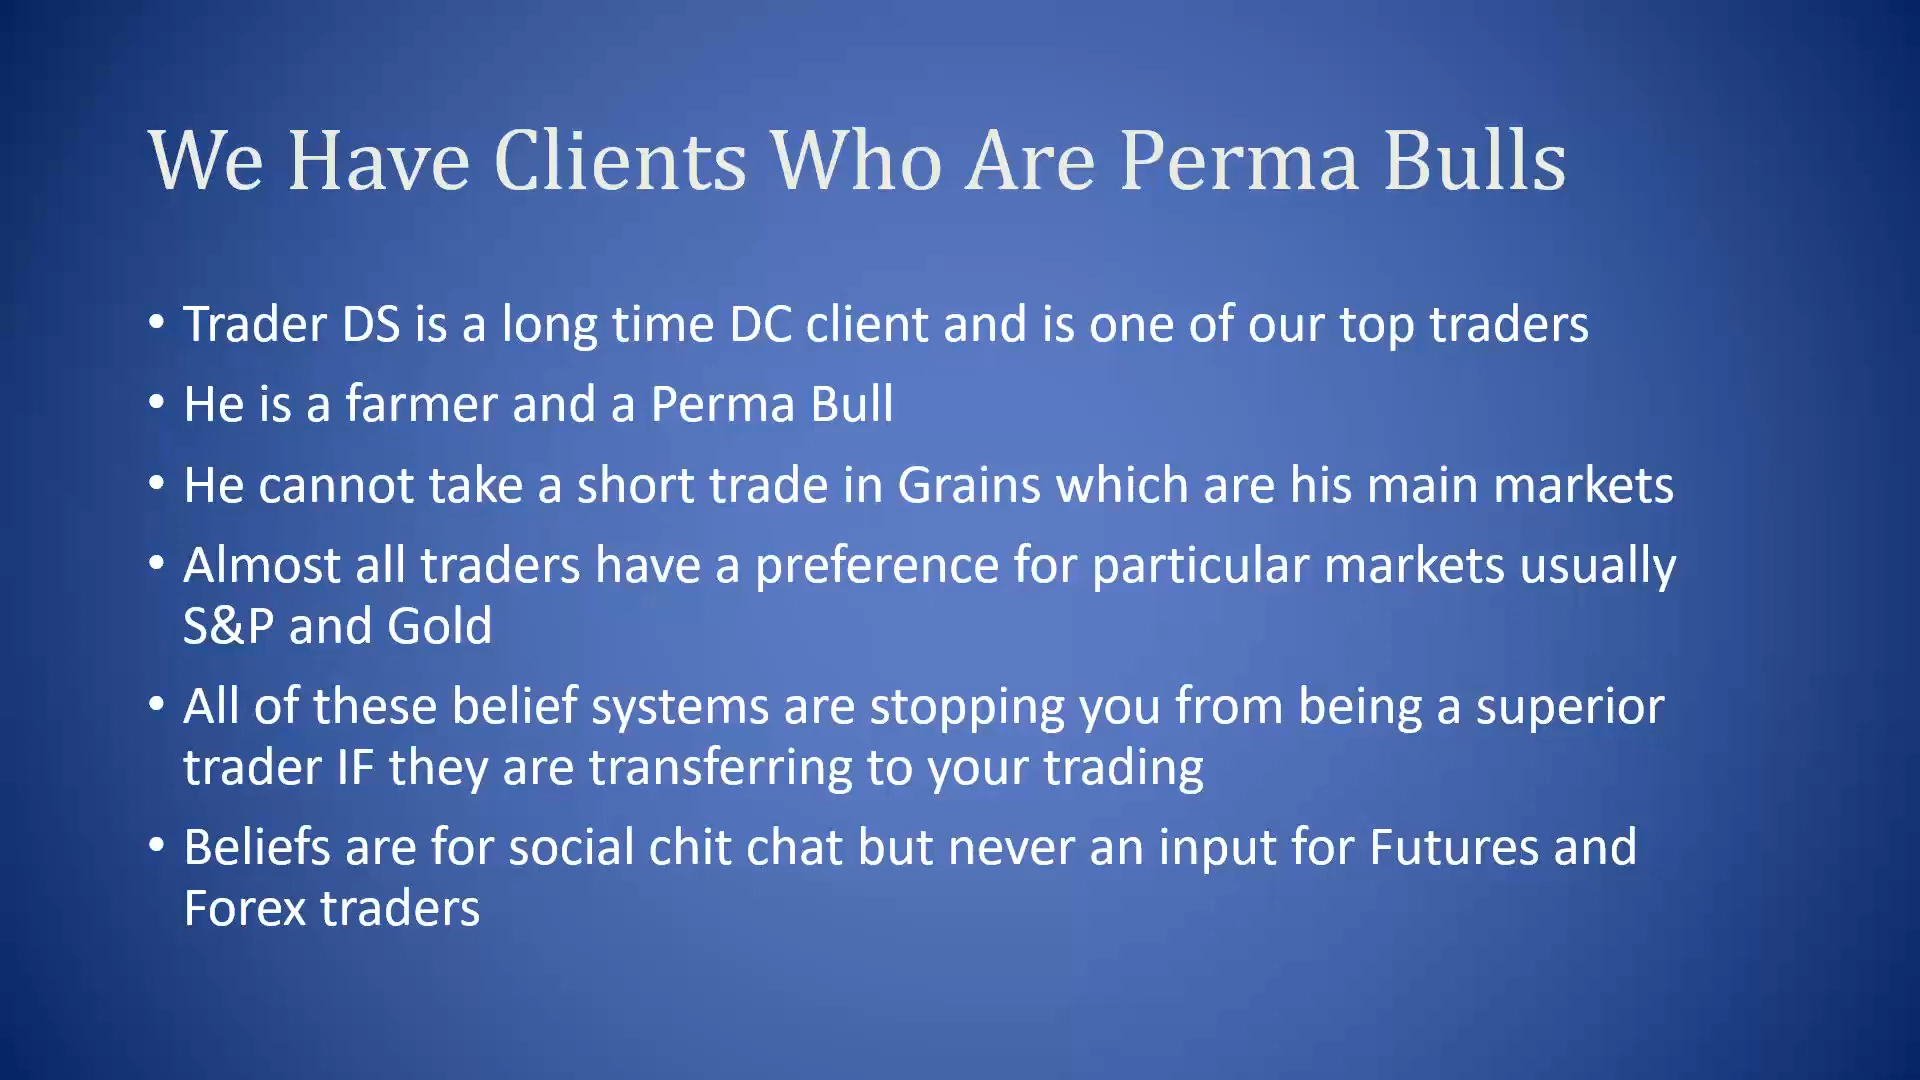 We Have Clients Who Are Perma Bulls
• Trader DS is a long time DC client and is one of our top traders
• He is a farmer and a Perma Bull
• He cannot take a short trade in Grains which are his main markets
• Almost all traders have a preference for particular markets usually
S&P and Gold
• All of these belief systems are stopping you from being a superior
trader IF they are transferring to your trading
• Beliefs are for social chit chat but never an input for Futures and
Forex traders